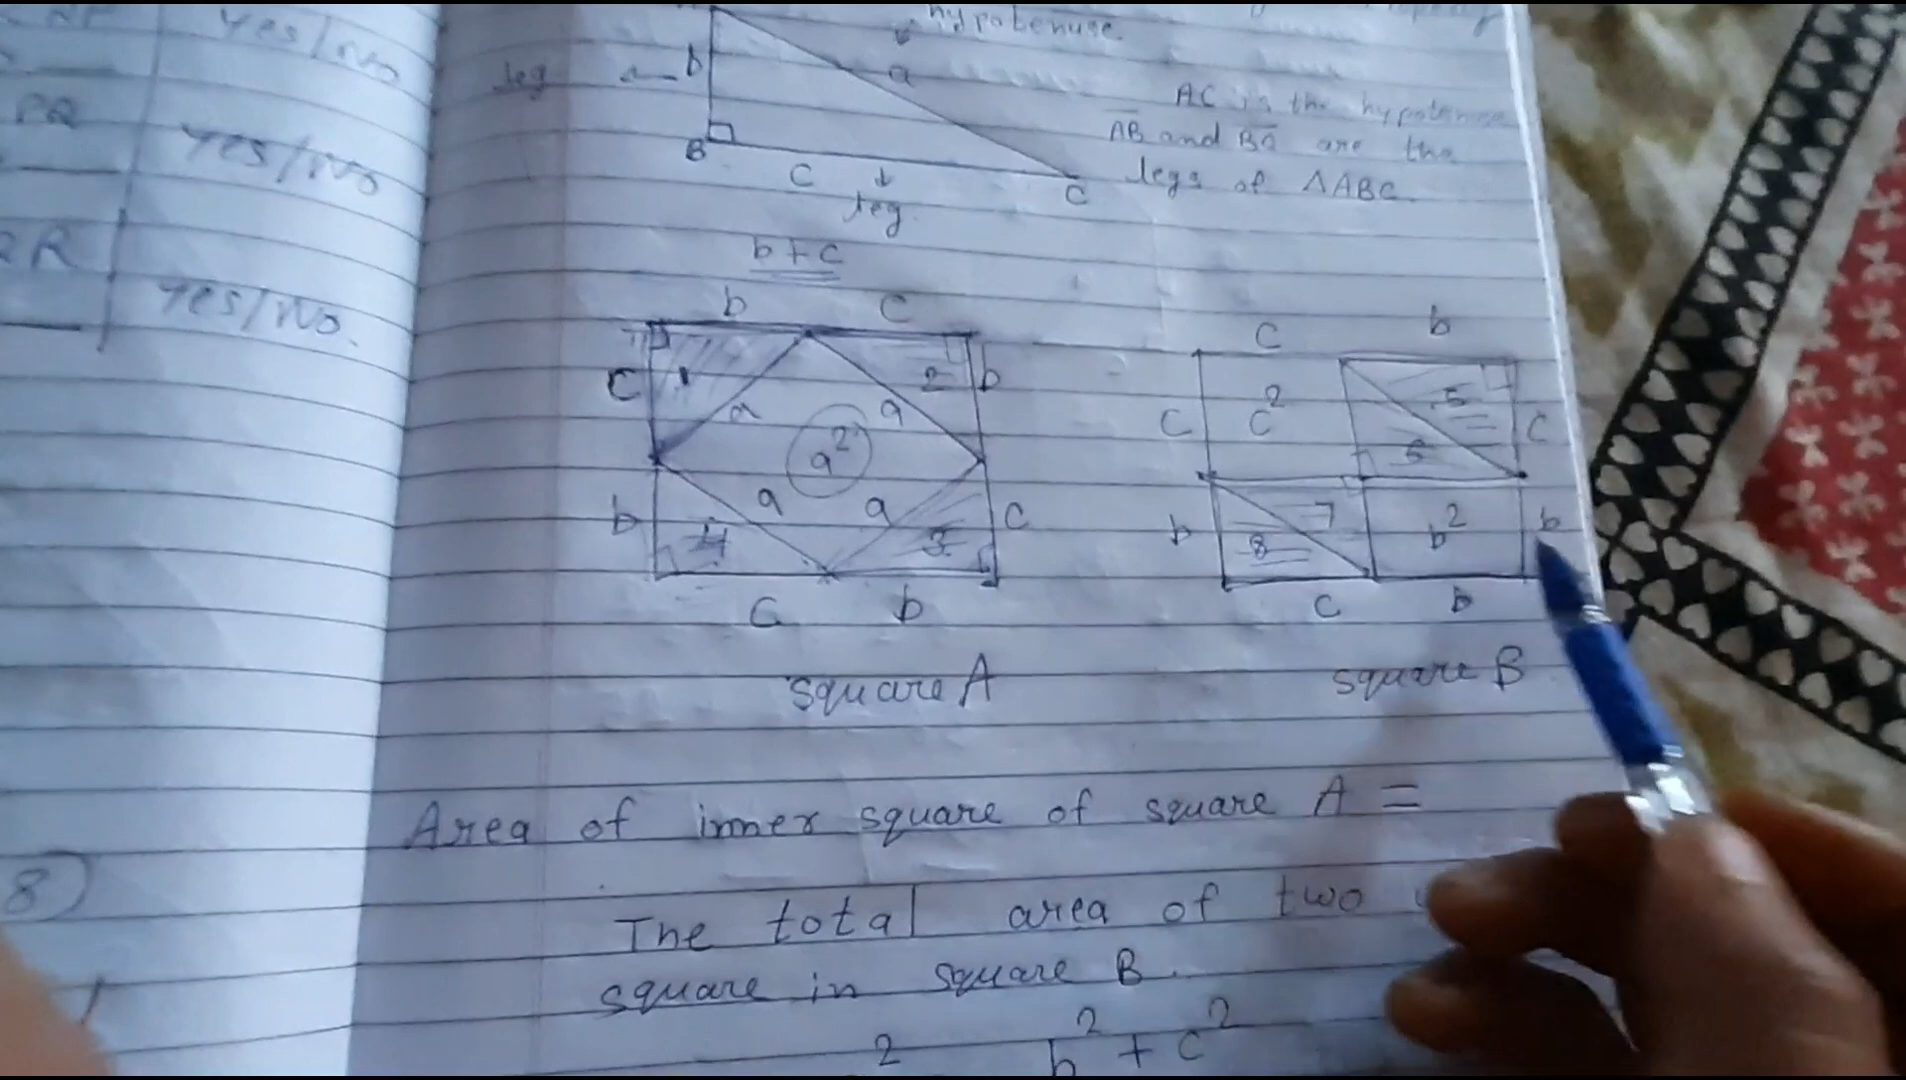 Yes/No
hypotenuse
leg
b
a
PQ
Yes/No
AC is the hypotenuse
AB and BC are the
B
C
leg
C
legs of ΔABC.
QR
Yes/No.
b + c
b
C
C
1
2
b
a
a
a²
a
a
b
4
3
C
C
b
square A
C
b
C
C²
5
C
6
b
7
8
b²
b
C
b
square B
Area of inner square of square A =
8
The total area of two
square in square B.
2
b² + c²